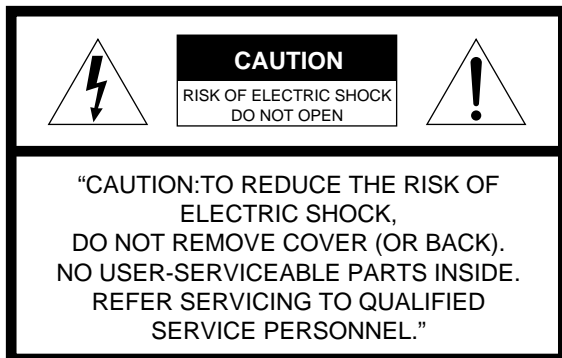 CAUTION
RISK OF ELECTRIC SHOCK
DO NOT OPEN
“CAUTION:TO REDUCE THE RISK OF
ELECTRIC SHOCK,
DO NOT REMOVE COVER (OR BACK).
NO USER-SERVICEABLE PARTS INSIDE.
REFER SERVICING TO QUALIFIED
SERVICE PERSONNEL.”